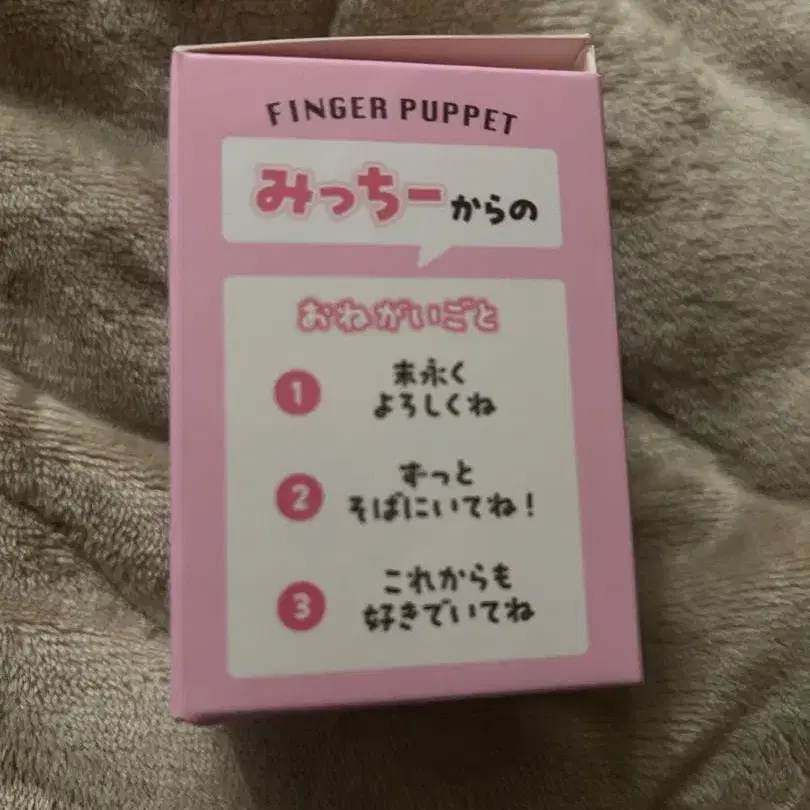 FINGER PUPPET
みっちーからの
おねがいごと
1 末永く
よろしくね
2 ずっと
そばにいてね！
3 これからも
好きでいてね